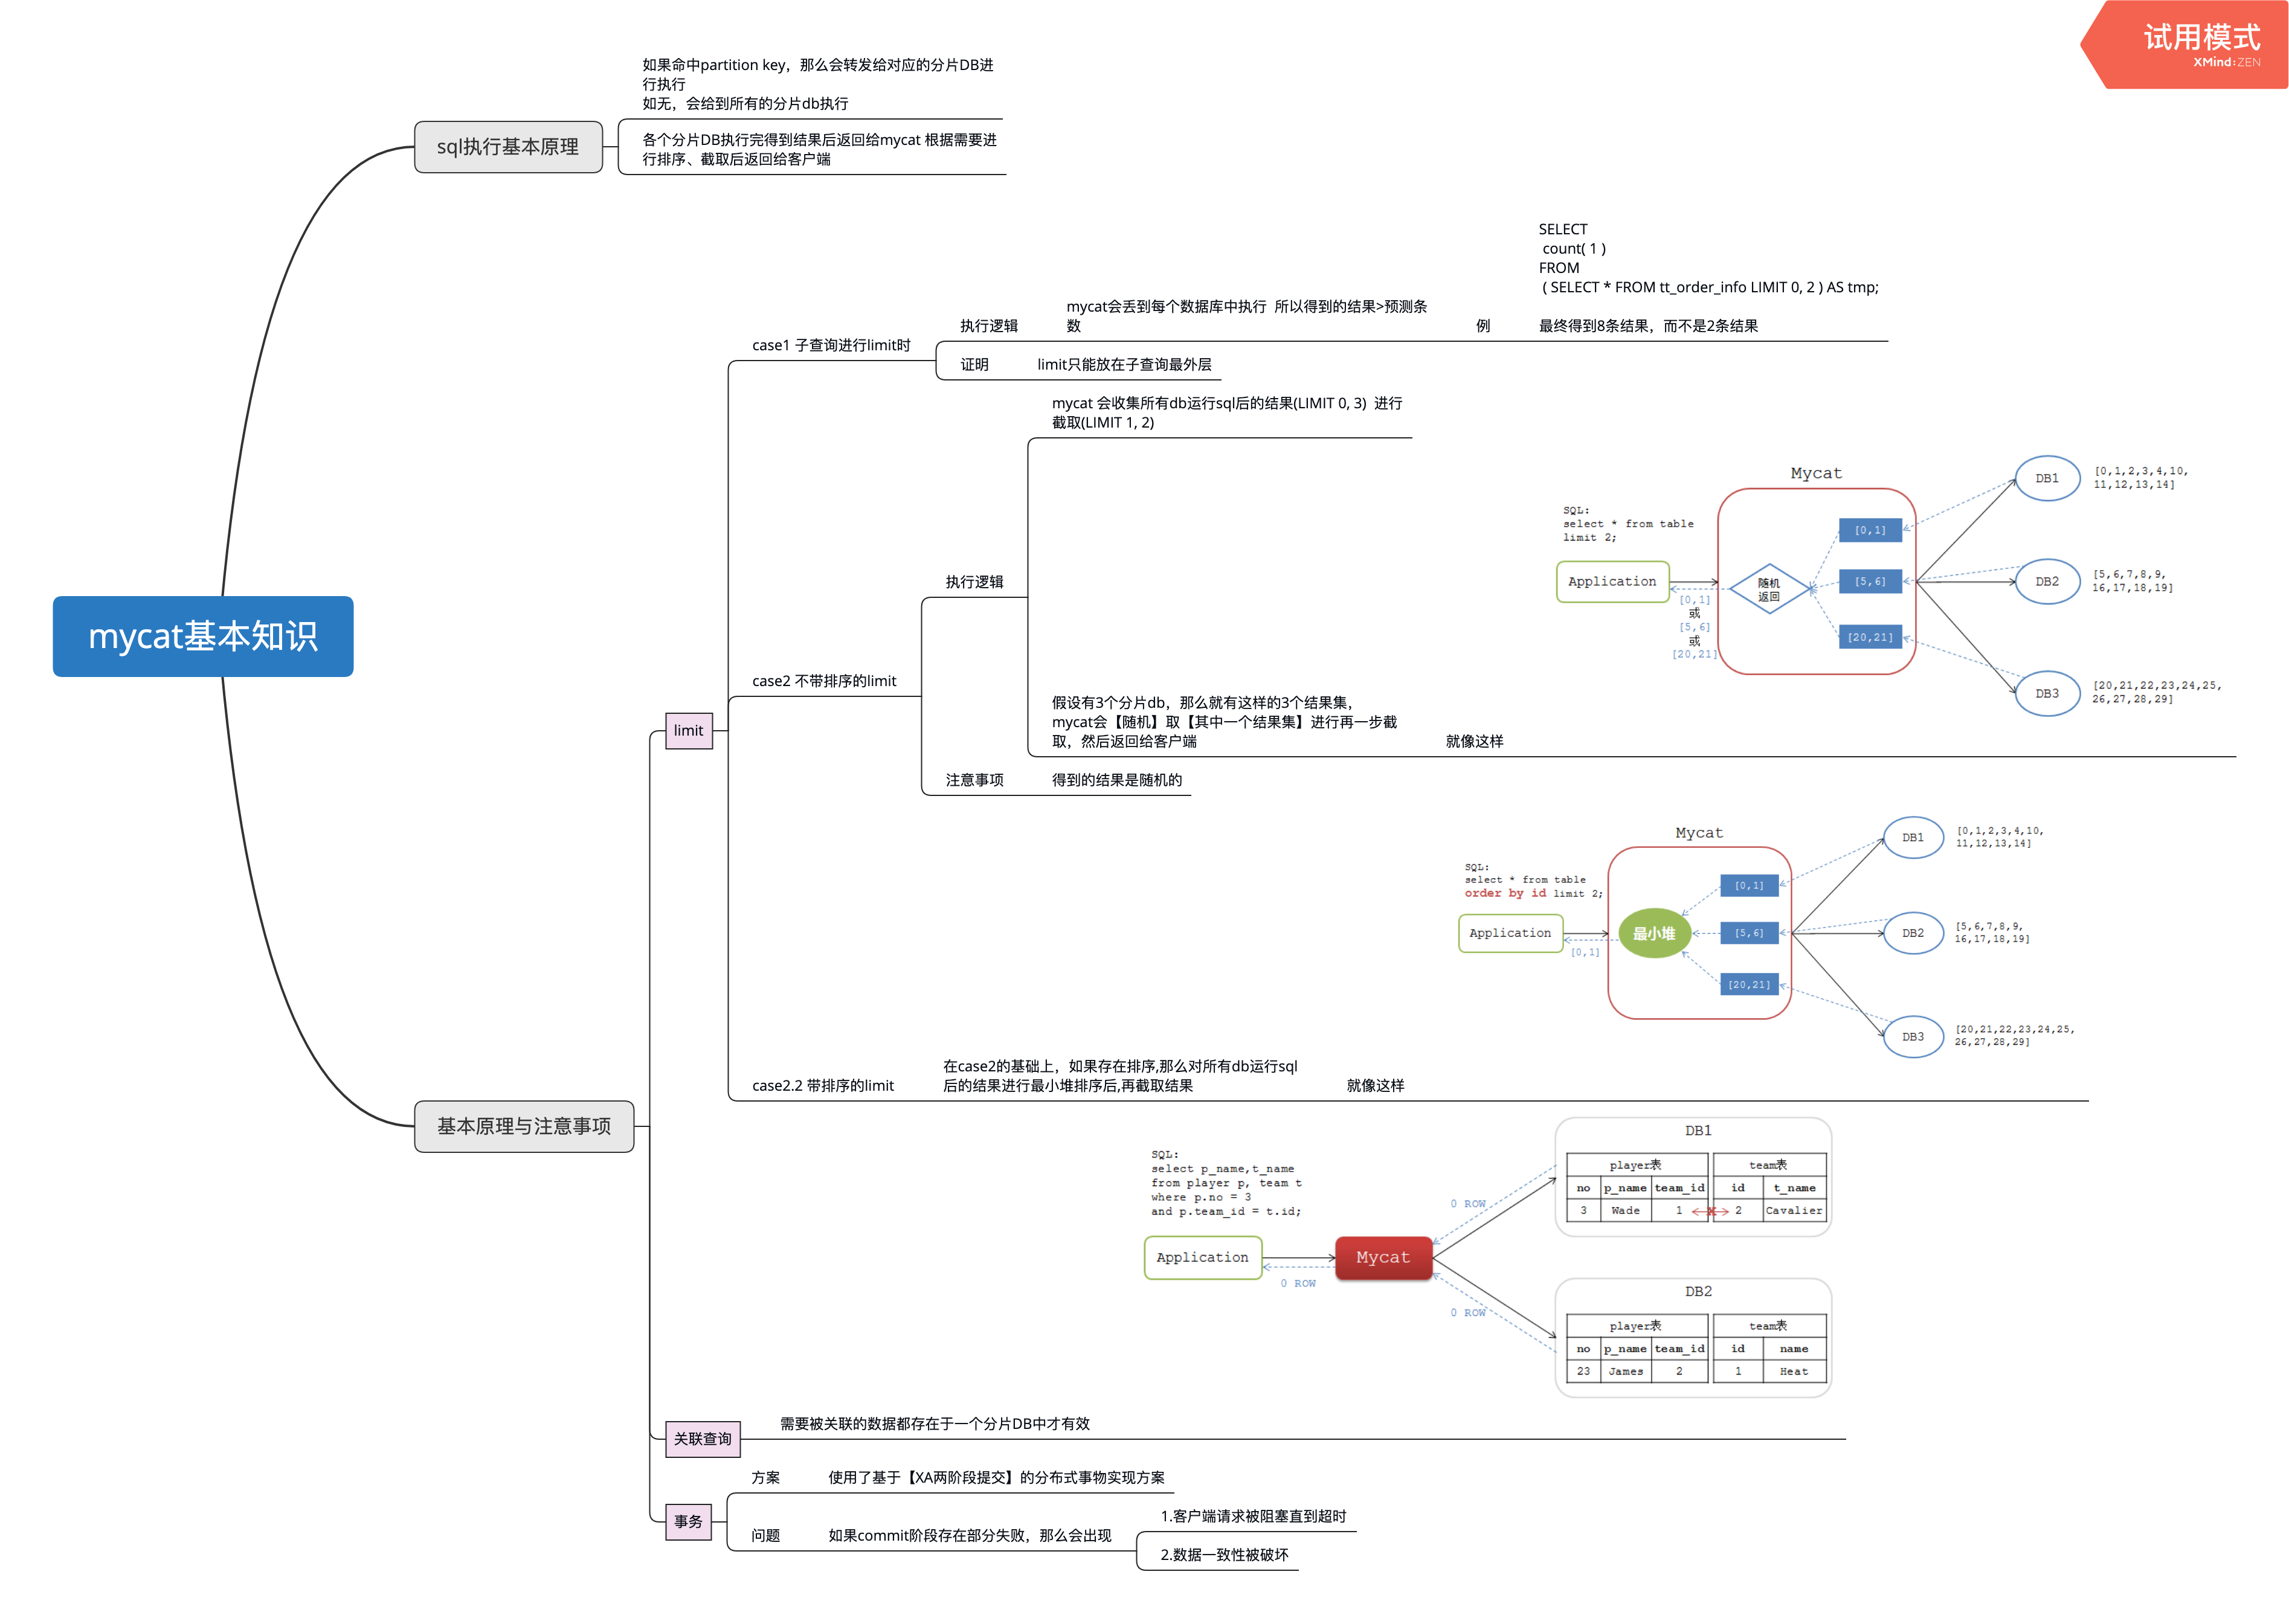 试用模式
XMind:ZEN
mycat基本知识
sql执行基本原理
如果命中partition key，那么会转发给对应的分片DB进
行执行
如无，会给到所有的分片db执行
各个分片DB执行完得到结果后返回给mycat 根据需要进
行排序、截取后返回给客户端
基本原理与注意事项
limit
case1 子查询进行limit时
执行逻辑
mycat会丢到每个数据库中执行  所以得到的结果>预测条
数
例
SELECT
count( 1 )
FROM
( SELECT * FROM tt_order_info LIMIT 0, 2 ) AS tmp;
最终得到8条结果，而不是2条结果
证明
limit只能放在子查询最外层
case2 不带排序的limit
执行逻辑
mycat 会收集所有db运行sql后的结果(LIMIT 0, 3)  进行
截取(LIMIT 1, 2)
假设有3个分片db，那么就有这样的3个结果集，
mycat会【随机】取【其中一个结果集】进行再一步截
取，然后返回给客户端
就像这样
SQL:
select * from table
limit 2;
Application
[0,1]
或
[5,6]
或
[20,21]
Mycat
随机
返回
[0,1]
[5,6]
[20,21]
DB1
[0,1,2,3,4,10,
11,12,13,14]
DB2
[5,6,7,8,9,
16,17,18,19]
DB3
[20,21,22,23,24,25,
26,27,28,29]
注意事项
得到的结果是随机的
case2.2 带排序的limit
在case2的基础上，如果存在排序,那么对所有db运行sql
后的结果进行最小堆排序后,再截取结果
就像这样
SQL:
select * from table
order by id limit 2;
Application
[0,1]
Mycat
最小堆
[0,1]
[5,6]
[20,21]
DB1
[0,1,2,3,4,10,
11,12,13,14]
DB2
[5,6,7,8,9,
16,17,18,19]
DB3
[20,21,22,23,24,25,
26,27,28,29]
关联查询
需要被关联的数据都存在于一个分片DB中才有效
SQL:
select p_name,t_name
from player p, team t
where p.no = 3
and p.team_id = t.id;
Application
0 ROW
Mycat
0 ROW
0 ROW
DB1
player表 team表
no p_name team_id id t_name
3 Wade 1 x 2 Cavalier
DB2
player表 team表
no p_name team_id id name
23 James 2 1 Heat
事务
方案
使用了基于【XA两阶段提交】的分布式事物实现方案
问题
如果commit阶段存在部分失败，那么会出现
1.客户端请求被阻塞直到超时
2.数据一致性被破坏